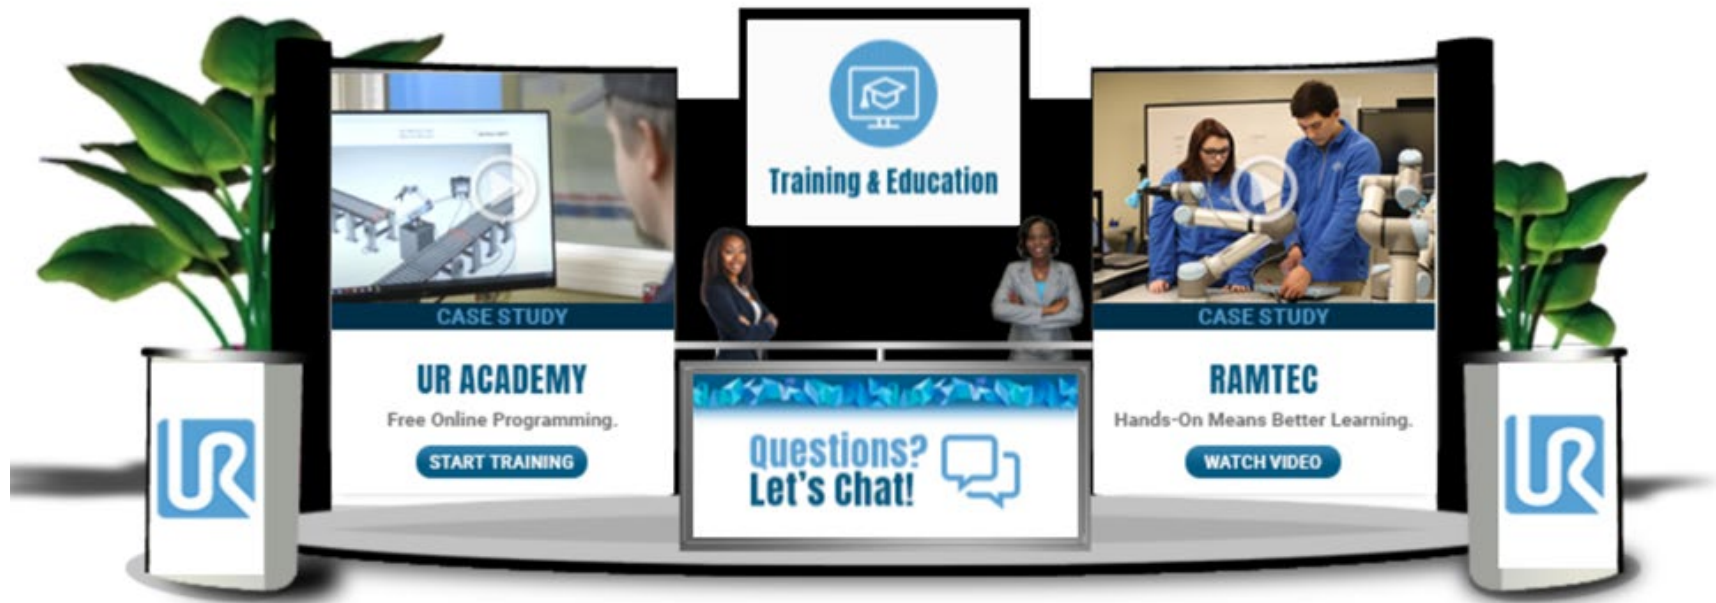 Training & Education
CASE STUDY
UR ACADEMY
Free Online Programming.
START TRAINING
CASE STUDY
RAMTEC
Hands-On Means Better Learning.
WATCH VIDEO
Questions?
Let's Chat!
UR
UR